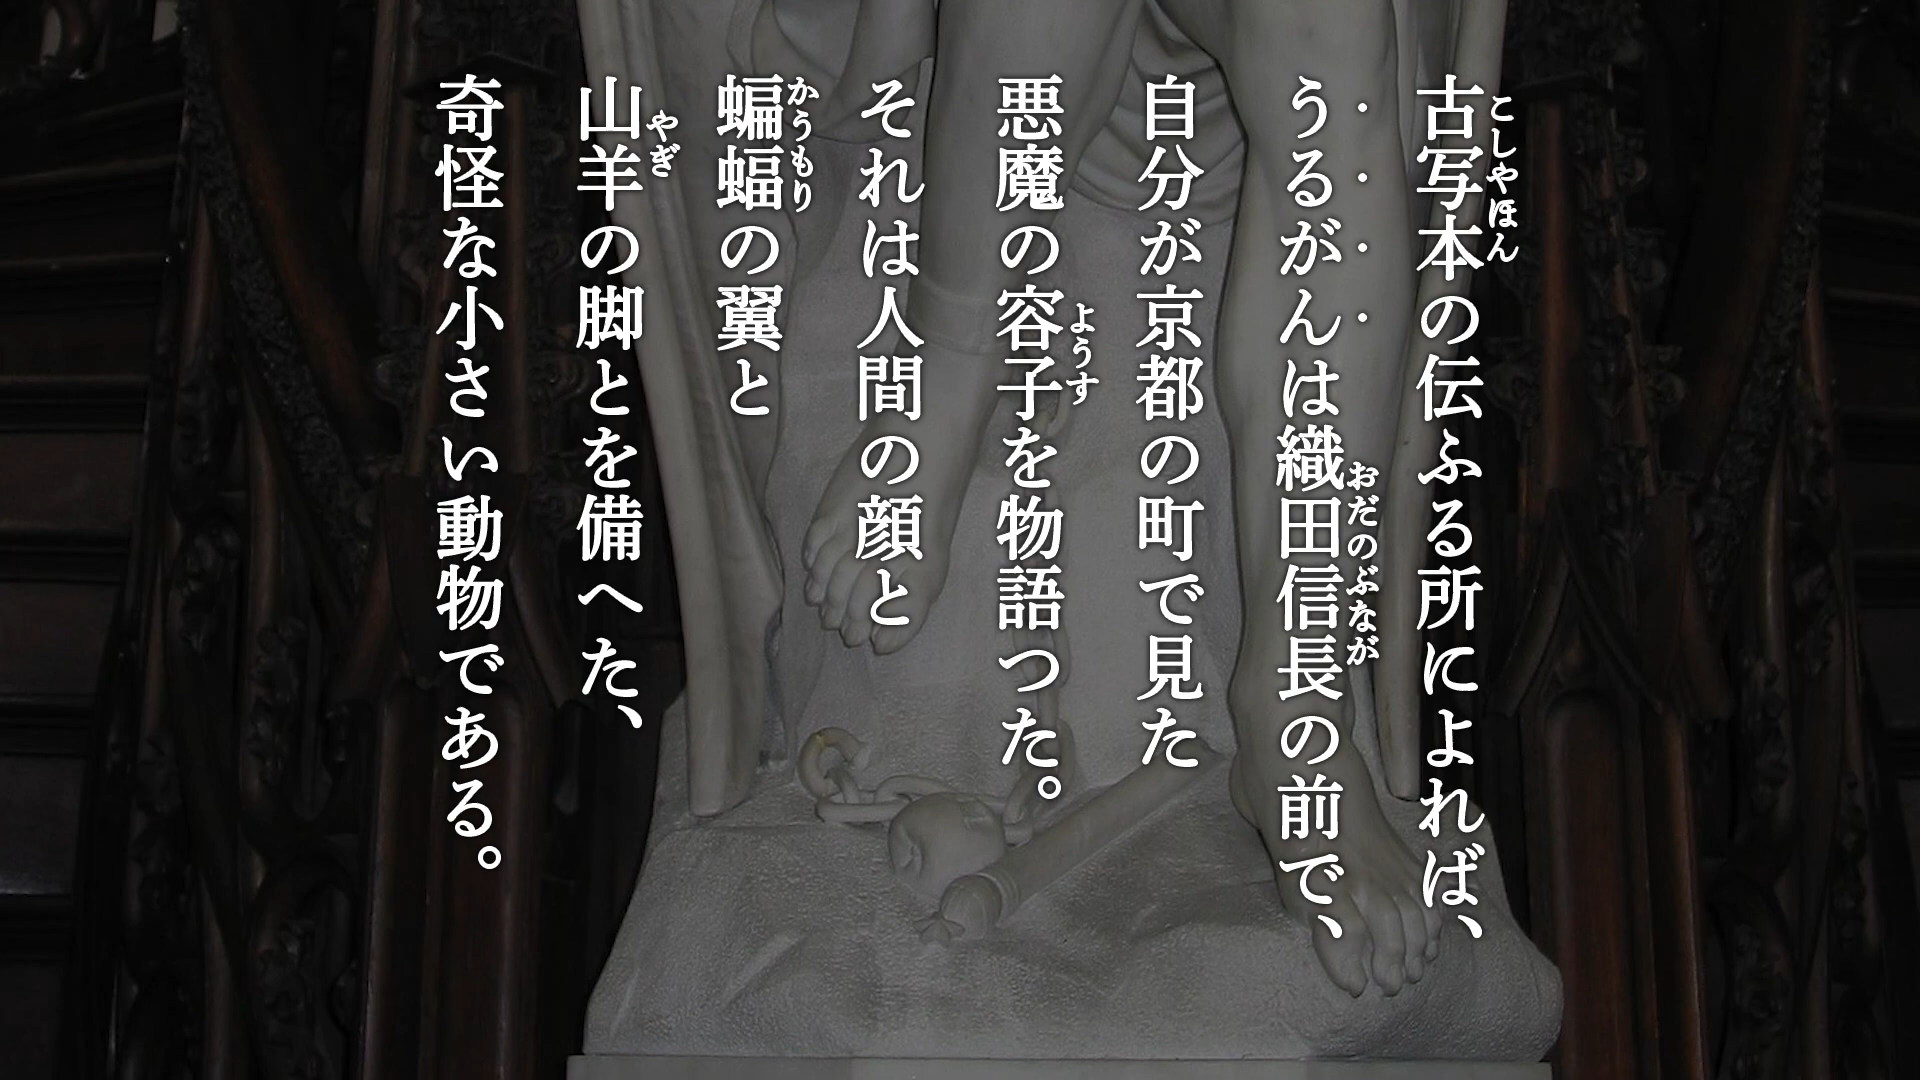 古写本の伝ふる所によれば、
うるがんは織田信長の前で、
自分が京都の町で見た
悪魔の容子を物語つた。
それは人間の顔と
蝙蝠の翼と
山羊の脚とを備へた、
奇怪な小さい動物である。